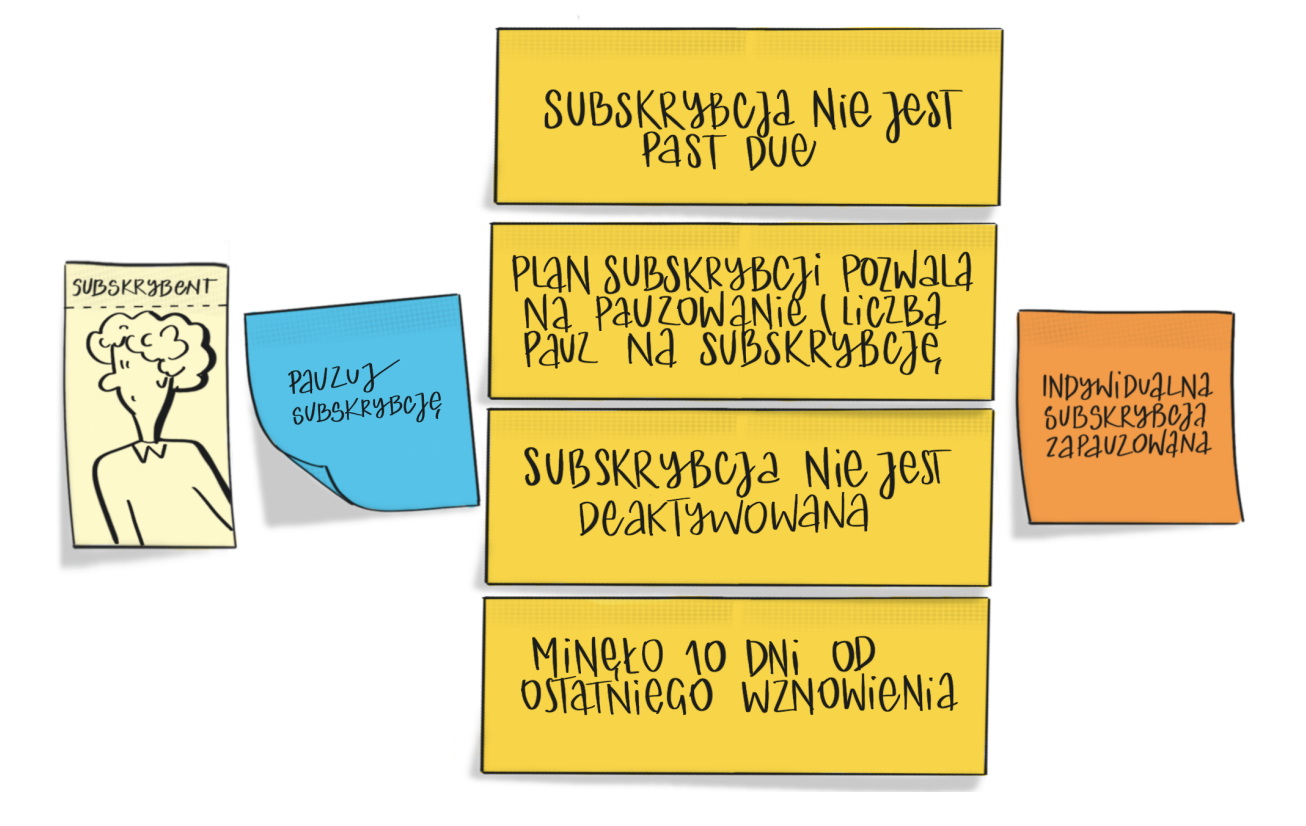 SUBSKRYBENT
PAUZUJ
SUBSKRYBCJĘ
SUBSKRYBCJA NIE JEST
PAST DUE
PLAN SUBSKRYBCJI POZWALA
NA PAUZOWANIE I LICZBA
PAUZ NA SUBSKRYBCJĘ
SUBSKRYBCJA NIE JEST
DEAKTYWOWANA
MINĘŁO 10 DNI OD
OSTATNIEGO WZNOWIENIA
INDYWIDUALNA
SUBSKRYBCJA
ZAPAUZOWANA